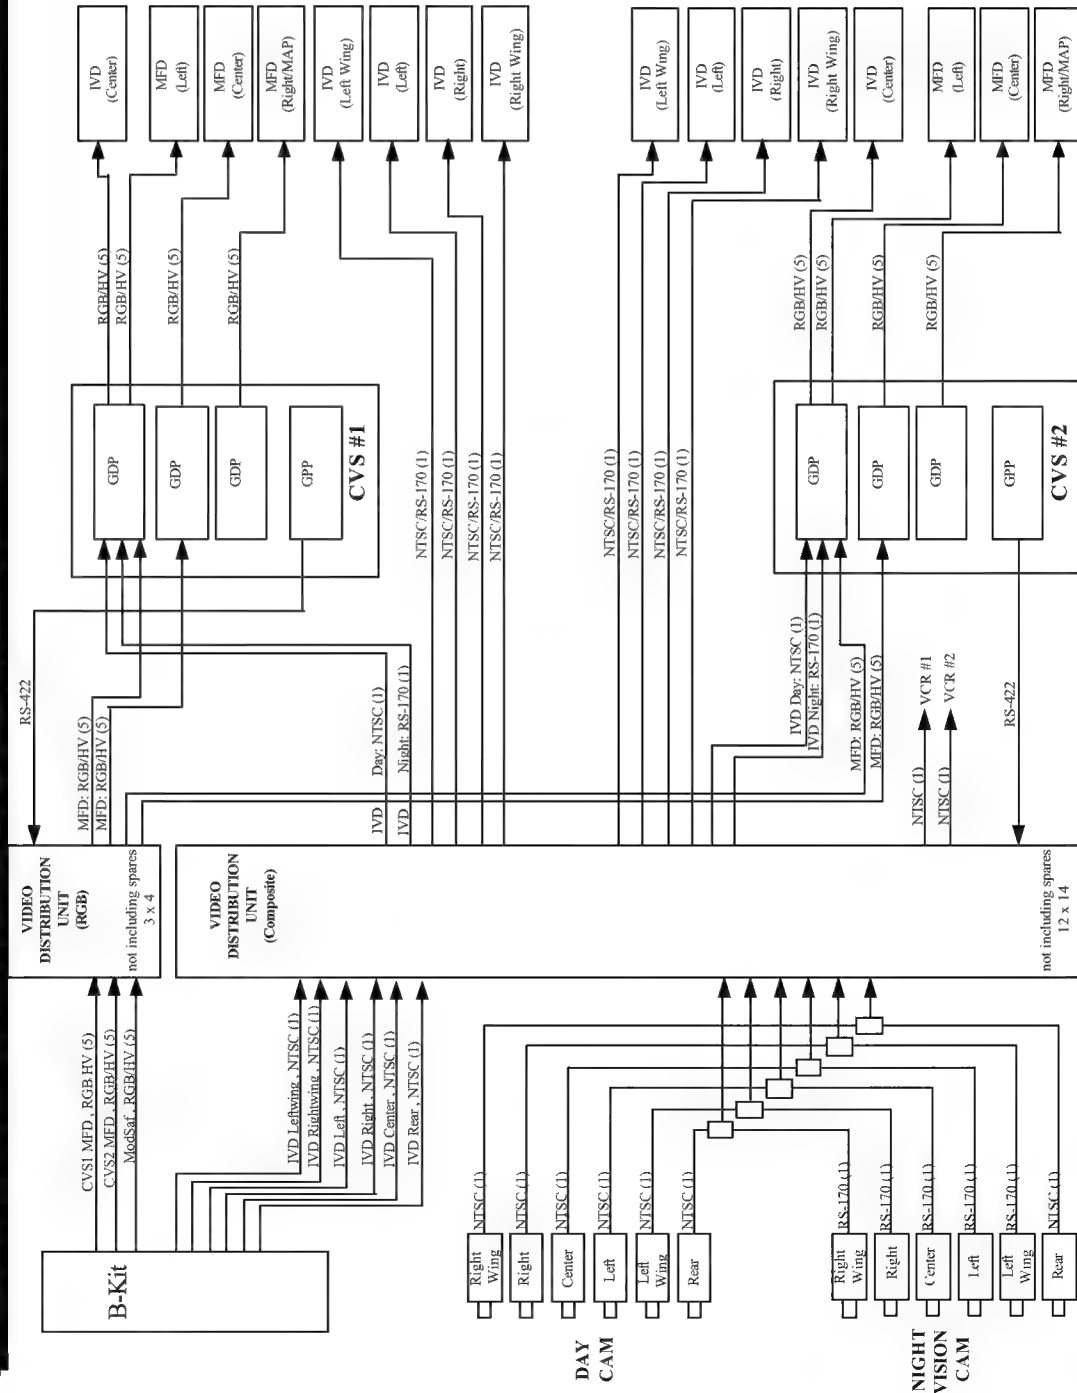 IVD
(Center)
MFD
(Left)
MFD
(Center)
MFD
(Right/MAP)
IVD
(Left Wing)
IVD
(Left)
IVD
(Right)
IVD
(Right Wing)
IVD
(Left Wing)
IVD
(Left)
IVD
(Right)
IVD
(Right Wing)
IVD
(Center)
MFD
(Left)
MFD
(Center)
MFD
(Right/MAP)
RGB/HV (5)
RGB/HV (5)
RGB/HV (5)
RGB/HV (5)
RGB/HV (5)
RGB/HV (5)
RGB/HV (5)
RGB/HV (5)
GDP
GDP
GDP
GPP
CVS #1
NTSC/RS-170 (1)
NTSC/RS-170 (1)
NTSC/RS-170 (1)
NTSC/RS-170 (1)
NTSC/RS-170 (1)
NTSC/RS-170 (1)
NTSC/RS-170 (1)
NTSC/RS-170 (1)
GDP
GDP
GDP
GPP
CVS #2
RS-422
MFD: RGB/HV (5)
MFD: RGB/HV (5)
IVD Day: NTSC (1)
IVD Night: RS-170 (1)
IVD Day: NTSC (1)
IVD Night: RS-170 (1)
MFD: RGB/HV (5)
MFD: RGB/HV (5)
NTSC (1)
VCR #1
NTSC (1)
VCR #2
RS-422
VIDEO
DISTRIBUTION
UNIT
(RGB)
not including spares
3 x 4
VIDEO
DISTRIBUTION
UNIT
(Composite)
not including spares
12 x 14
CVS1 MFD , RGB HV (5)
CVS2 MFD , RGB/HV (5)
ModSaf , RGB/HV (5)
IVD Leftwing , NTSC (1)
IVD Rightwing , NTSC (1)
IVD Left , NTSC (1)
IVD Right , NTSC (1)
IVD Center , NTSC (1)
IVD Rear , NTSC (1)
B-Kit
NTSC (1)
NTSC (1)
NTSC (1)
NTSC (1)
NTSC (1)
NTSC (1)
RS-170 (1)
RS-170 (1)
RS-170 (1)
RS-170 (1)
RS-170 (1)
NTSC (1)
Right
Wing
Right
Center
Left
Left
Wing
Rear
DAY
CAM
Right
Wing
Right
Center
Left
Left
Wing
Rear
NIGHT
VISION
CAM